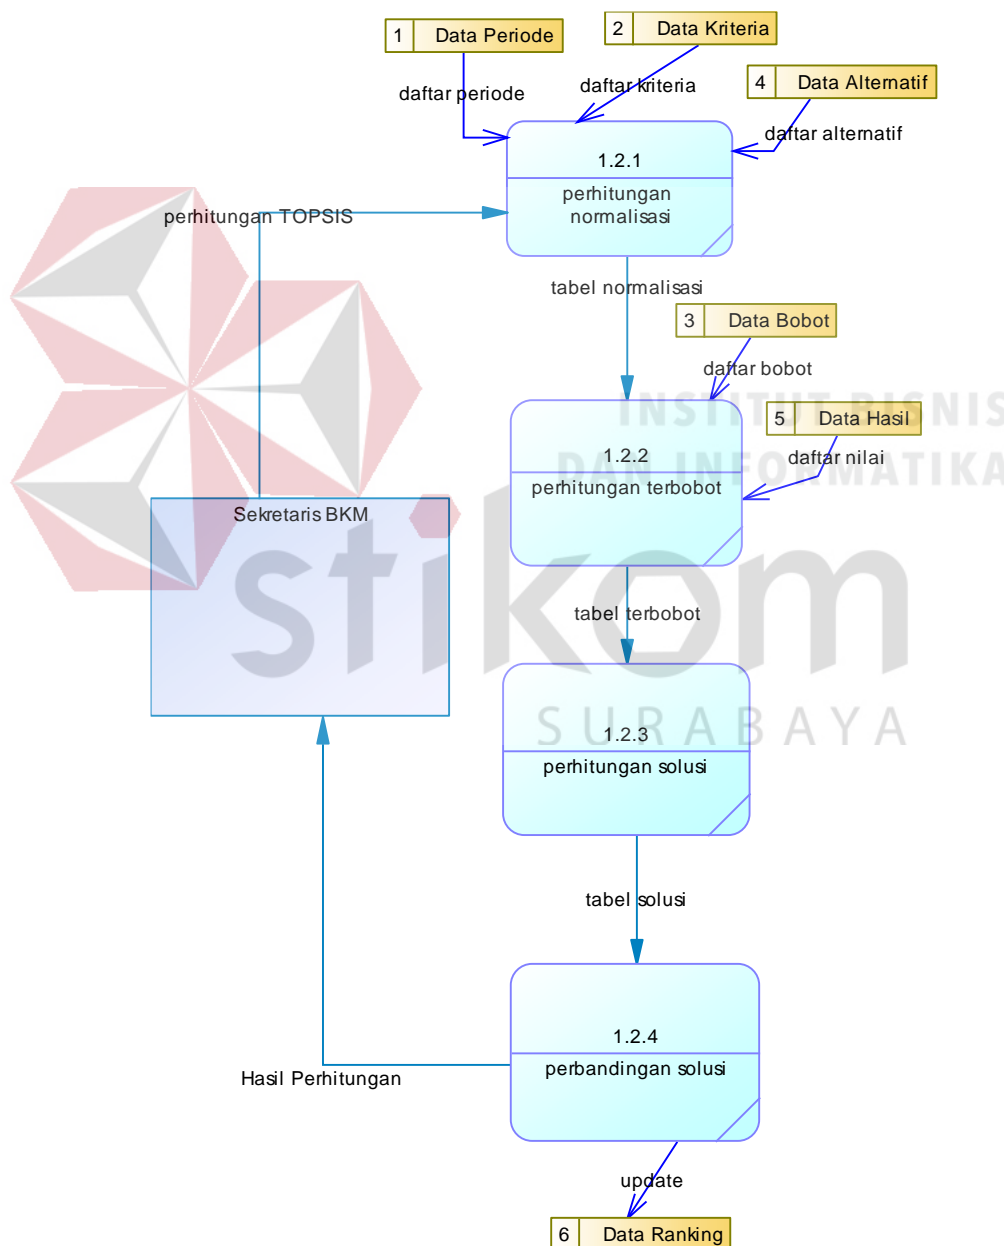 1 Data Periode
2 Data Kriteria
4 Data Alternatif
daftar periode
daftar kriteria
daftar alternatif
1.2.1
perhitungan
normalisasi
perhitungan TOPSIS
tabel normalisasi
3 Data Bobot
daftar bobot
INSTITUT BISNIS
DAN INFORMATIKA
5 Data Hasil
daftar nilai
1.2.2
perhitungan terbobot
Sekretaris BKM
stikom
SURABAYA
tabel terbobot
1.2.3
perhitungan solusi
tabel solusi
1.2.4
perbandingan solusi
Hasil Perhitungan
update
6 Data Ranking